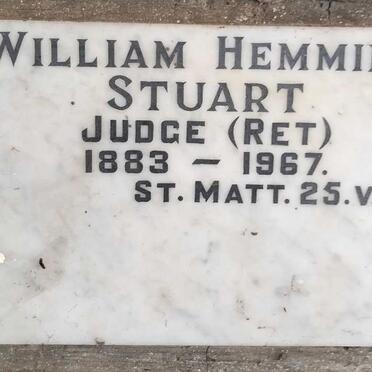 WILLIAM HEMMI
STUART
JUDGE (RET)
1883 – 1967.
ST. MATT. 25. V